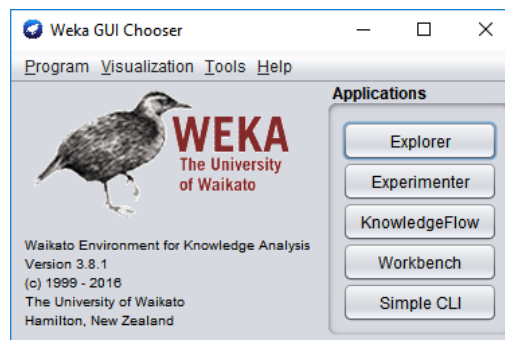 Weka GUI Chooser
Program Visualization Tools Help
WEKA
The University
of Waikato
Waikato Environment for Knowledge Analysis
Version 3.8.1
(c) 1999 - 2016
The University of Waikato
Hamilton, New Zealand
Applications
Explorer
Experimenter
KnowledgeFlow
Workbench
Simple CLI